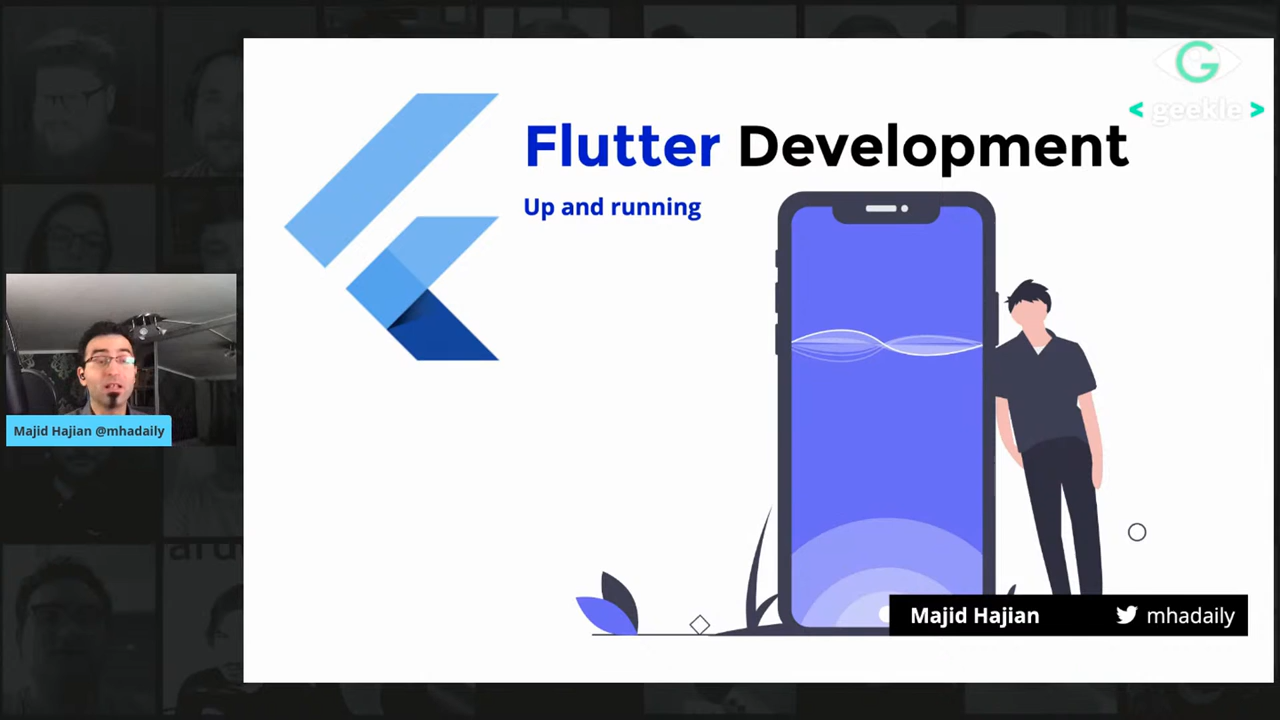 G
< geekle >
Flutter Development
Up and running
Majid Hajian @mhadaily
Majid Hajian
mhadaily